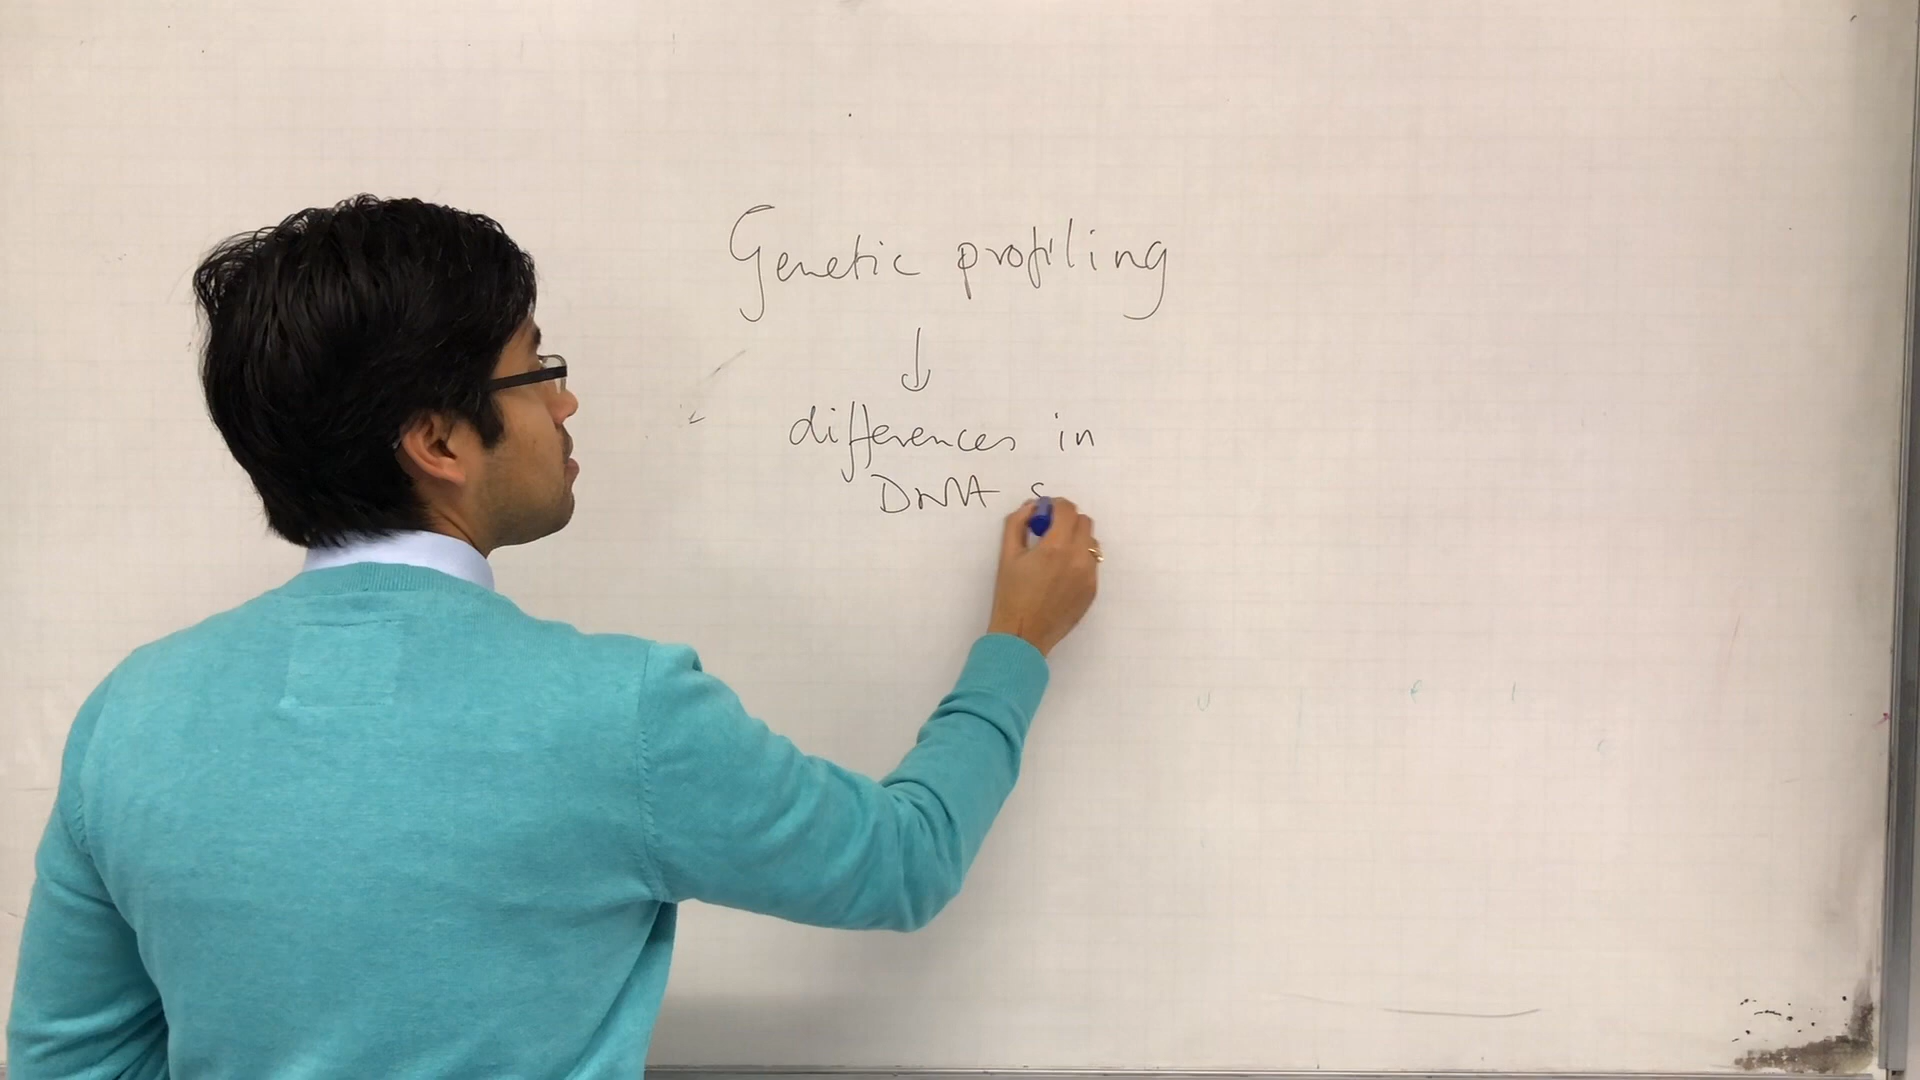 Genetic profiling
↓
differences in
DNA s